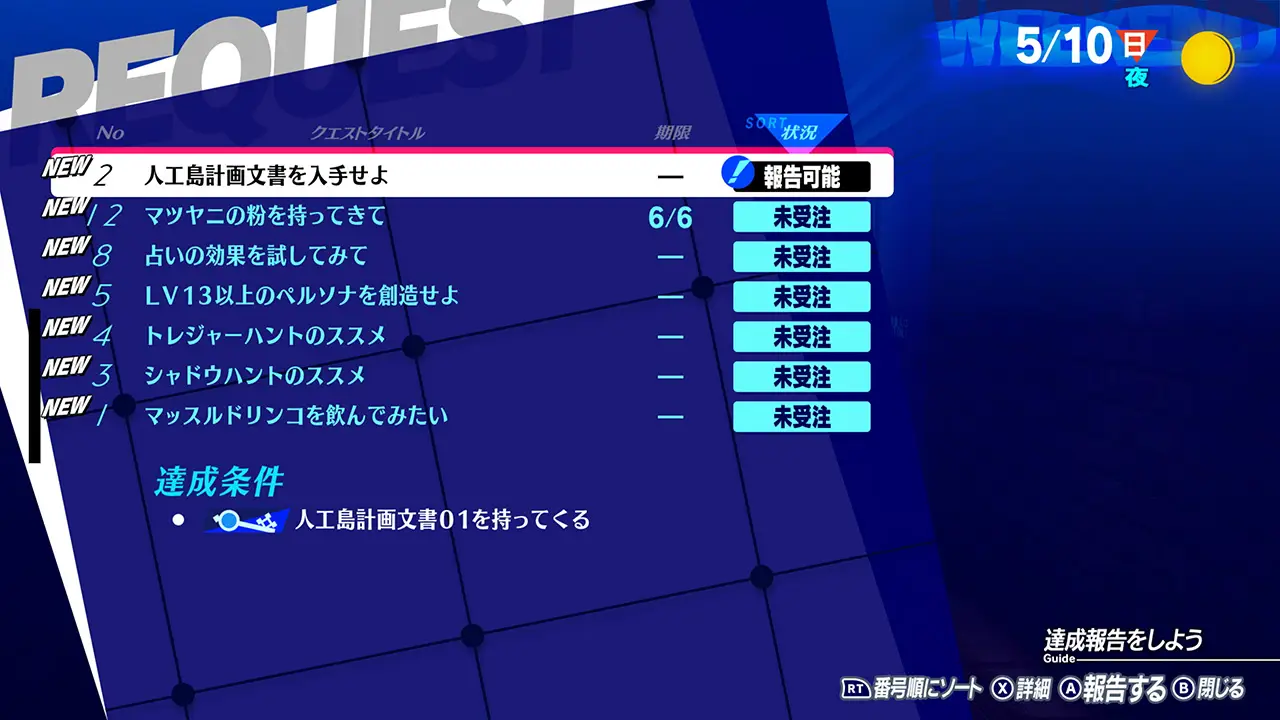 REQUEST
WEEKEND
5/10 日
夜
No クエストタイトル 期限 SORT 状況
NEW 2 人工島計画文書を入手せよ — ! 報告可能
NEW 12 マツヤニの粉を持ってきて 6/6 未受注
NEW 8 占いの効果を試してみて — 未受注
NEW 5 LV13以上のペルソナを創造せよ — 未受注
NEW 4 トレジャーハントのススメ — 未受注
NEW 3 シャドウハントのススメ — 未受注
NEW 1 マッスルドリンコを飲んでみたい — 未受注
達成条件
● 人工島計画文書01を持ってくる
達成報告をしよう
Guide
RT 番号順にソート X 詳細 A 報告する B 閉じる